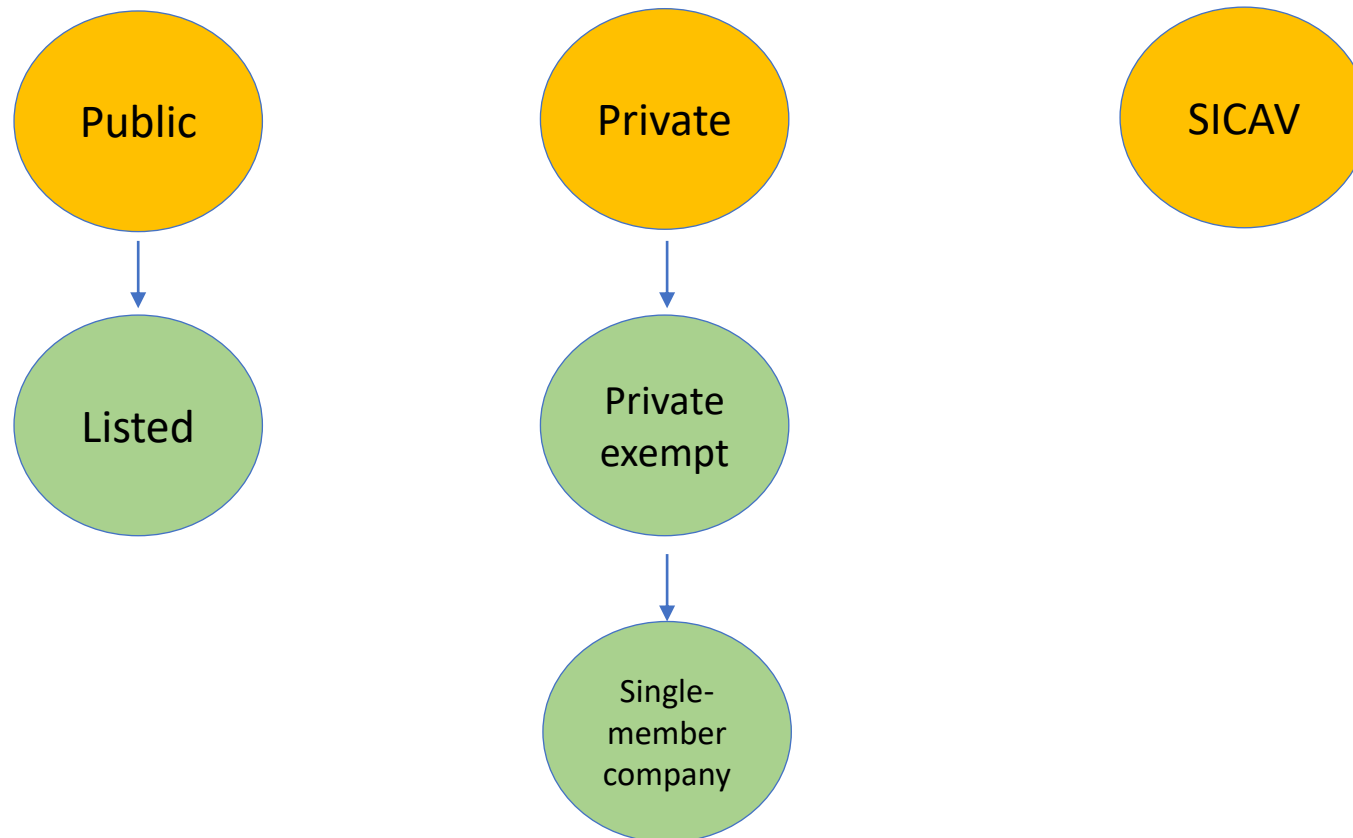 Public
Private
SICAV
Listed
Private
exempt
Single-
member
company